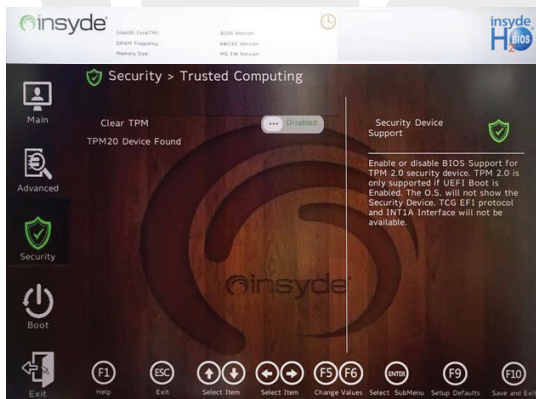 insyde
insyde
H2O
BIOS
Intel(R) Core(TM)
DRAM Frequency.
Memory Size.
BIOS Version
KBC/EC Version.
ME FW Version.
Security > Trusted Computing
Main
Advanced
Security
Boot
Exit
Clear TPM
Disabled
TPM20 Device Found
Security Device
Support
Enable or disable BIOS Support for
TPM 2.0 security device. TPM 2.0 is
only supported if UEFI Boot is
Enabled. The O.S. will not show the
Security Device. TCG EFI protocol
and INT1A Interface will not be
available.
insyde
F1
Help
ESC
Exit
Select Item
Select Item
F5 F6
Change Values
ENTER
Select SubMenu
F9
Setup Defaults
F10
Save and Exit